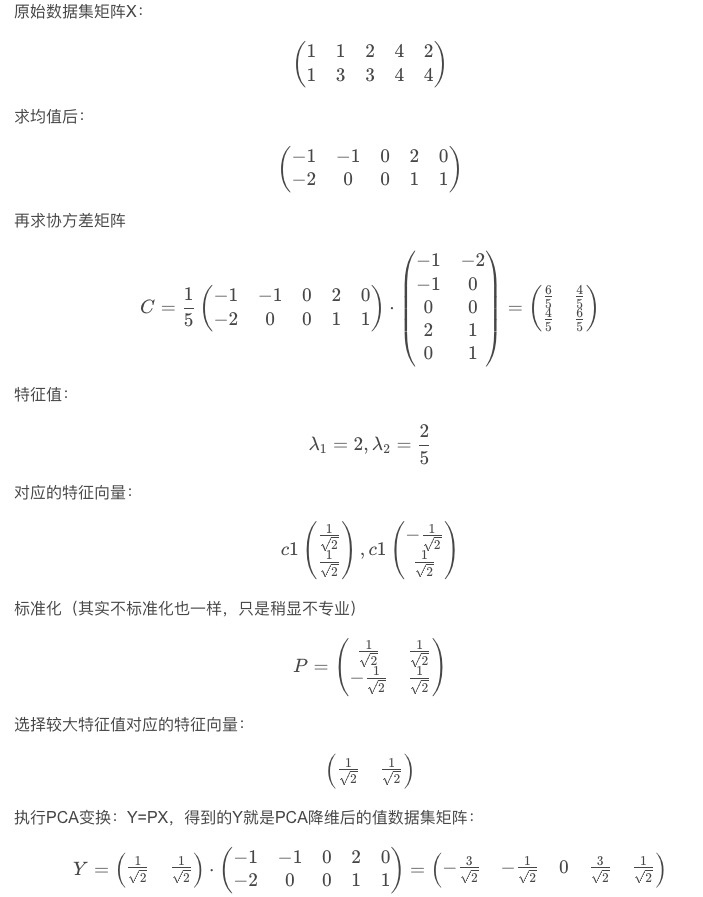 原始数据集矩阵X：
$$\begin{pmatrix} 1 & 1 & 2 & 4 & 2 \\ 1 & 3 & 3 & 4 & 4 \end{pmatrix}$$
求均值后：
$$\begin{pmatrix} -1 & -1 & 0 & 2 & 0 \\ -2 & 0 & 0 & 1 & 1 \end{pmatrix}$$
再求协方差矩阵
$$C = \frac{1}{5} \begin{pmatrix} -1 & -1 & 0 & 2 & 0 \\ -2 & 0 & 0 & 1 & 1 \end{pmatrix} \cdot \begin{pmatrix} -1 & -2 \\ -1 & 0 \\ 0 & 0 \\ 2 & 1 \\ 0 & 1 \end{pmatrix} = \begin{pmatrix} \frac{6}{5} & \frac{4}{5} \\ \frac{4}{5} & \frac{6}{5} \end{pmatrix}$$
特征值：
$$\lambda_1 = 2, \lambda_2 = \frac{2}{5}$$
对应的特征向量：
$$c1 \begin{pmatrix} \frac{1}{\sqrt{2}} \\ \frac{1}{\sqrt{2}} \end{pmatrix}, c1 \begin{pmatrix} -\frac{1}{\sqrt{2}} \\ \frac{1}{\sqrt{2}} \end{pmatrix}$$
标准化（其实不标准化也一样，只是稍显不专业）
$$P = \begin{pmatrix} \frac{1}{\sqrt{2}} & \frac{1}{\sqrt{2}} \\ -\frac{1}{\sqrt{2}} & \frac{1}{\sqrt{2}} \end{pmatrix}$$
选择较大特征值对应的特征向量：
$$\begin{pmatrix} \frac{1}{\sqrt{2}} & \frac{1}{\sqrt{2}} \end{pmatrix}$$
执行PCA变换：Y=PX，得到的Y就是PCA降维后的值数据集矩阵：
$$Y = \begin{pmatrix} \frac{1}{\sqrt{2}} & \frac{1}{\sqrt{2}} \end{pmatrix} \cdot \begin{pmatrix} -1 & -1 & 0 & 2 & 0 \\ -2 & 0 & 0 & 1 & 1 \end{pmatrix} = \begin{pmatrix} -\frac{3}{\sqrt{2}} & -\frac{1}{\sqrt{2}} & 0 & \frac{3}{\sqrt{2}} & \frac{1}{\sqrt{2}} \end{pmatrix}$$